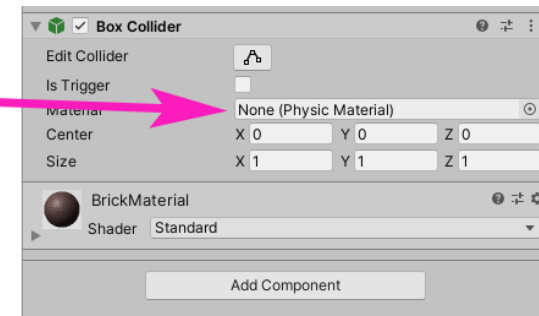 Box Collider
Edit Collider
Is Trigger
Material None (Physic Material)
Center X 0 Y 0 Z 0
Size X 1 Y 1 Z 1
BrickMaterial
Shader Standard
Add Component